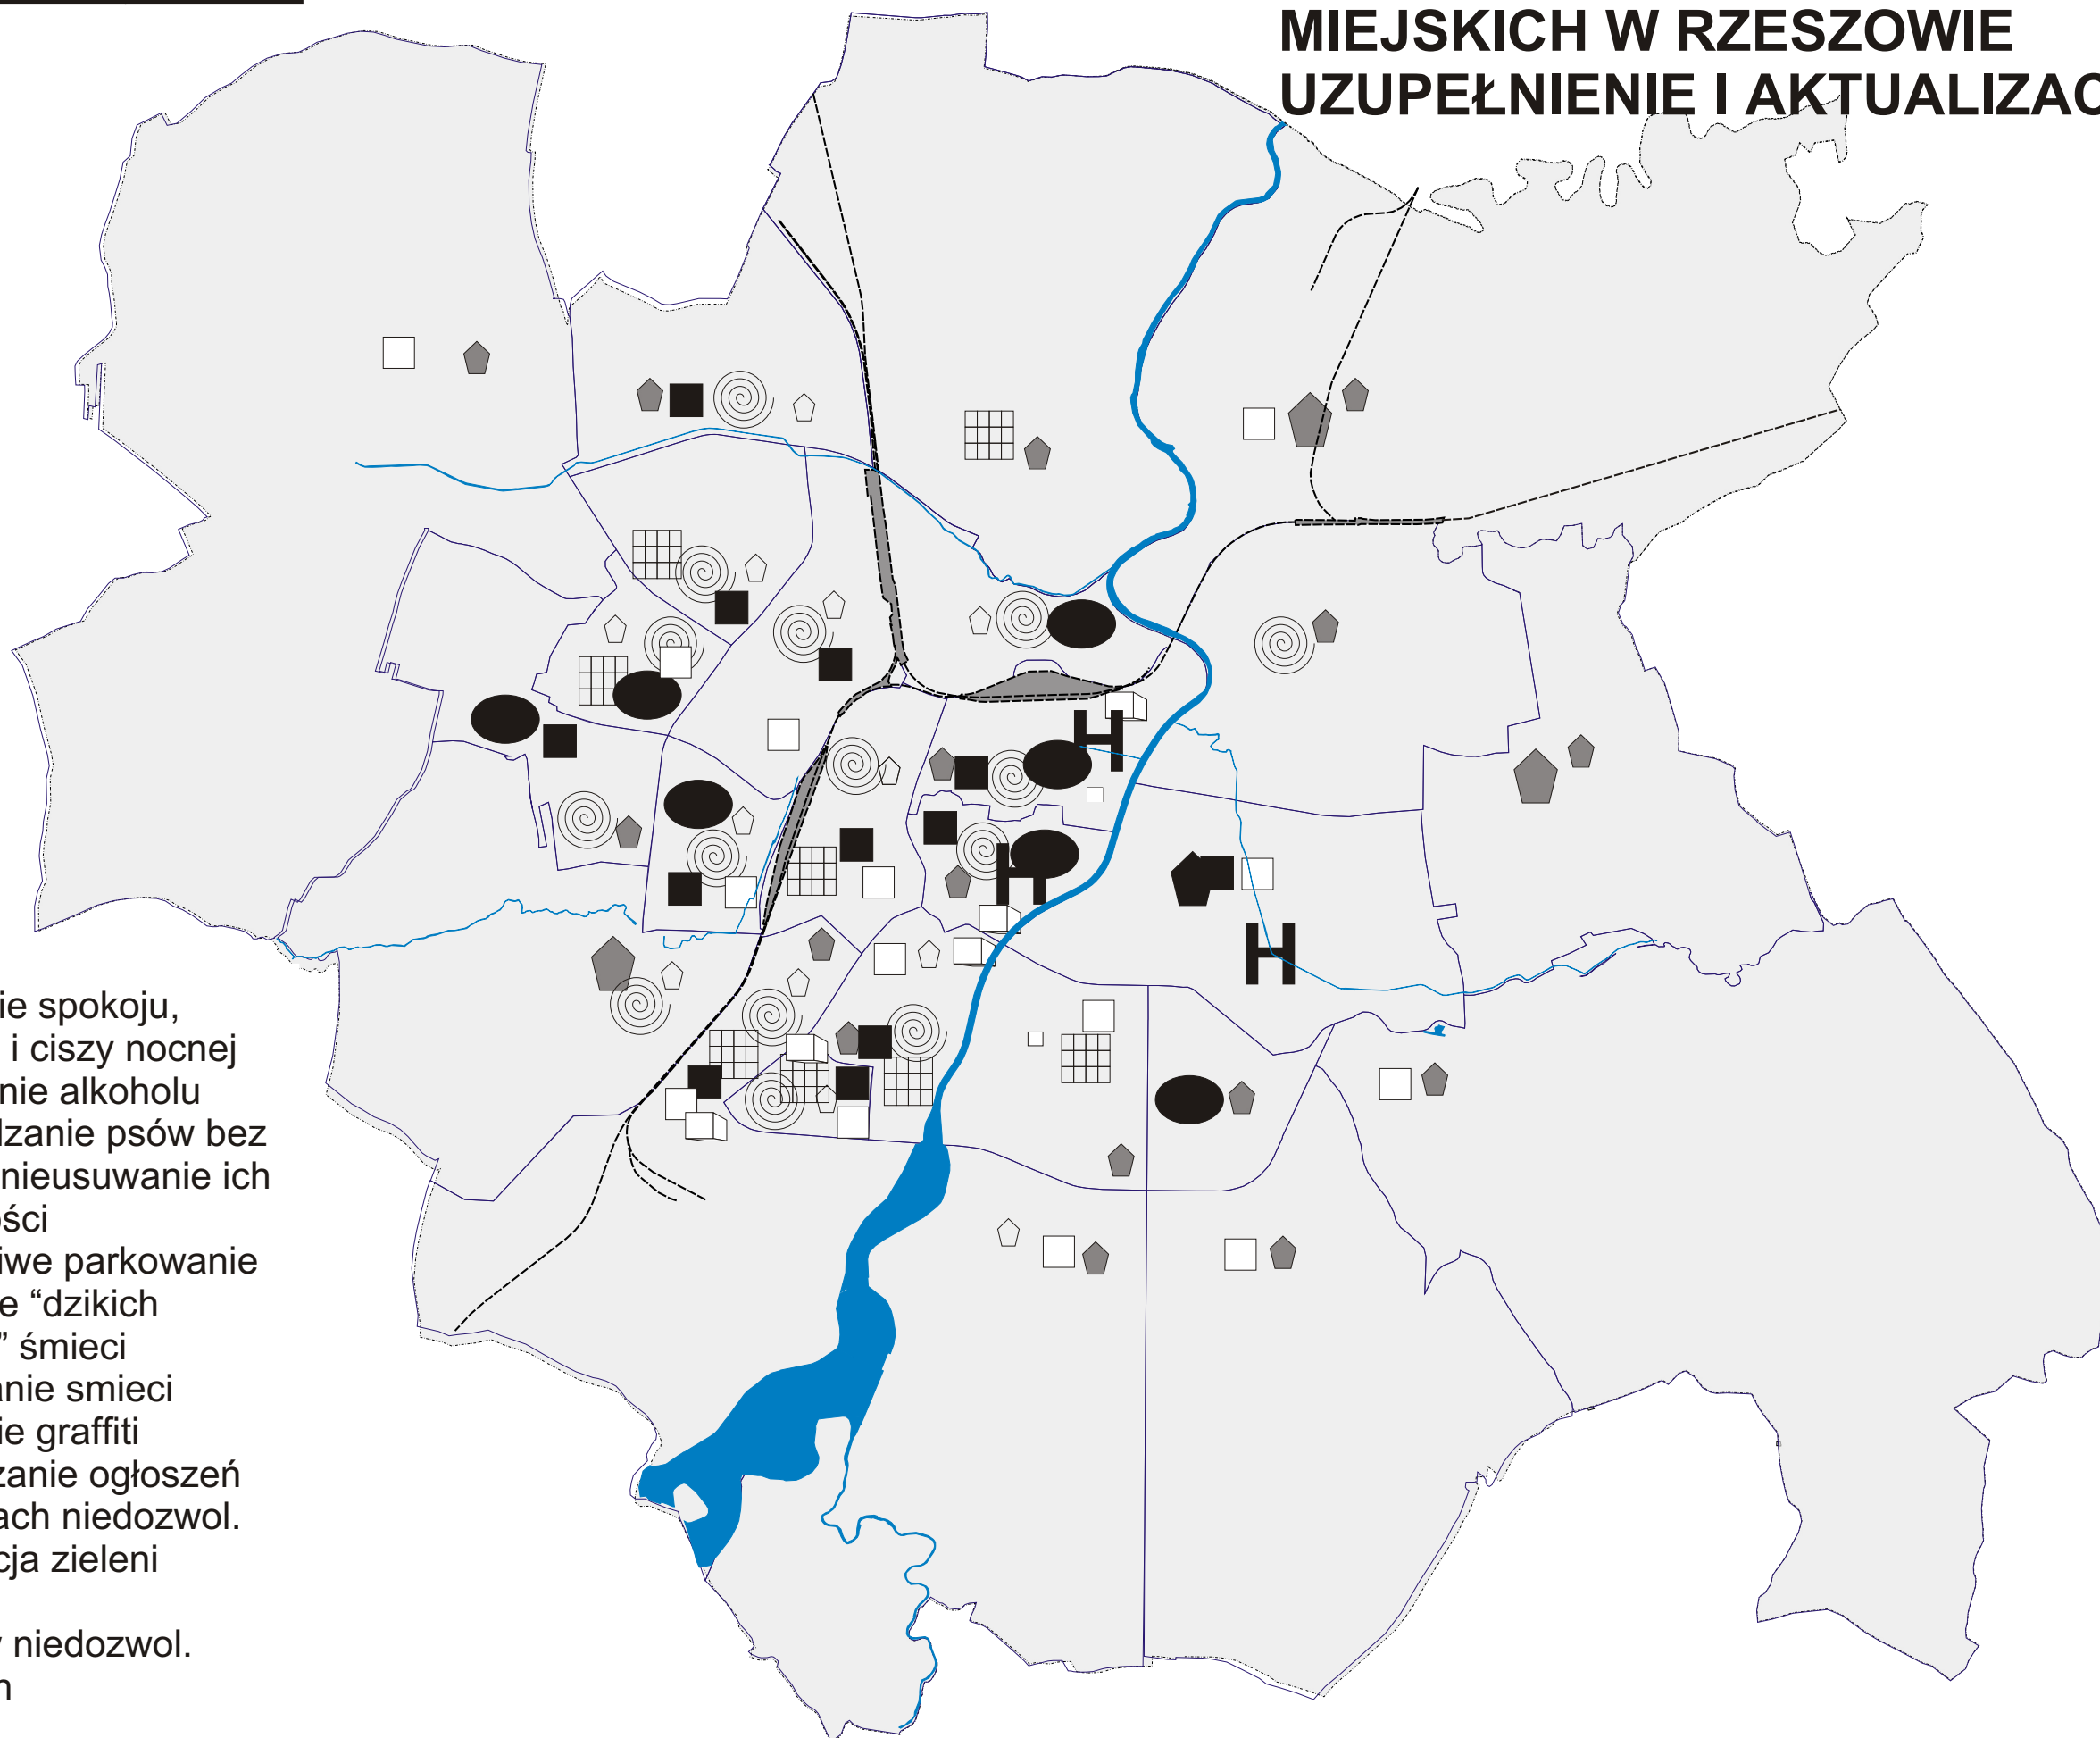 MIEJSKICH W RZESZOWIE
UZUPEŁNIENIE I AKTUALIZAC
ie spokoju,
i ciszy nocnej
nie alkoholu
dzanie psów bez
nieusuwanie ich
ości
iwe parkowanie
e “dzikich
” śmieci
anie smieci
ie graffiti
zanie ogłoszeń
ach niedozwol.
cja zieleni
niedozwol.
H
H
H